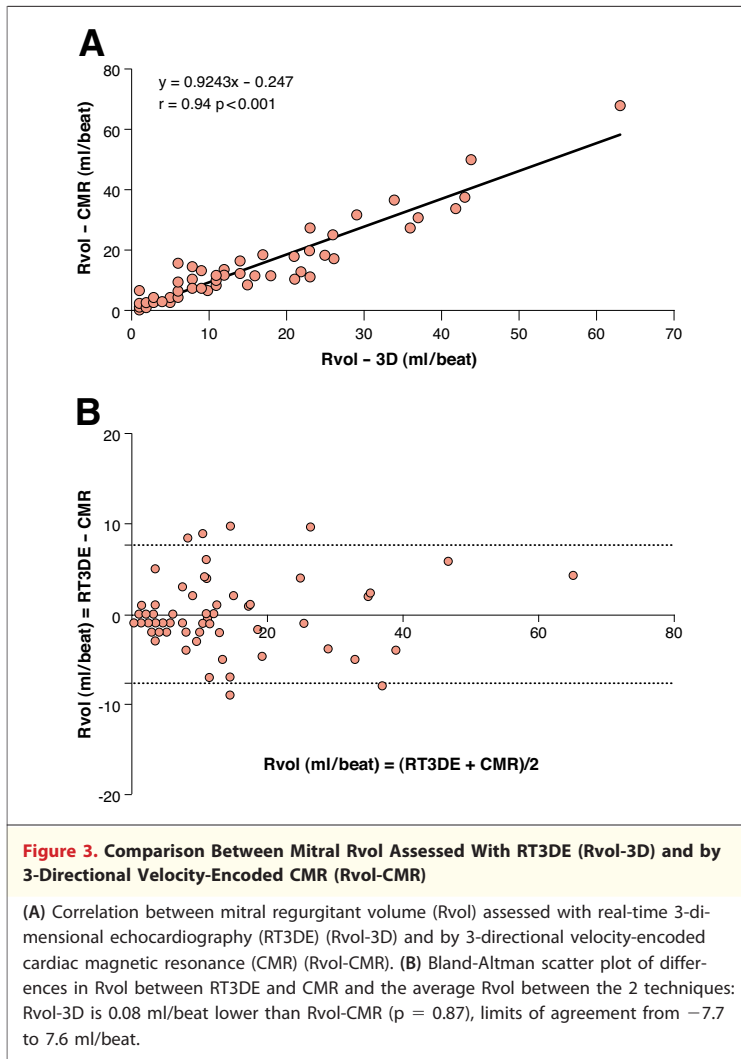 A
y = 0.9243x – 0.247
r = 0.94 p<0.001
80
60
40
20
0
Rvol – CMR (ml/beat)
0 10 20 30 40 50 60 70
Rvol – 3D (ml/beat)
B
20
10
0
-10
-20
Rvol (ml/beat) = RT3DE – CMR
20 40 60 80
Rvol (ml/beat) = (RT3DE + CMR)/2
Figure 3. Comparison Between Mitral Rvol Assessed With RT3DE (Rvol-3D) and by
3-Directional Velocity-Encoded CMR (Rvol-CMR)
(A) Correlation between mitral regurgitant volume (Rvol) assessed with real-time 3-di-
mensional echocardiography (RT3DE) (Rvol-3D) and by 3-directional velocity-encoded
cardiac magnetic resonance (CMR) (Rvol-CMR). (B) Bland-Altman scatter plot of differ-
ences in Rvol between RT3DE and CMR and the average Rvol between the 2 techniques:
Rvol-3D is 0.08 ml/beat lower than Rvol-CMR (p = 0.87), limits of agreement from −7.7
to 7.6 ml/beat.